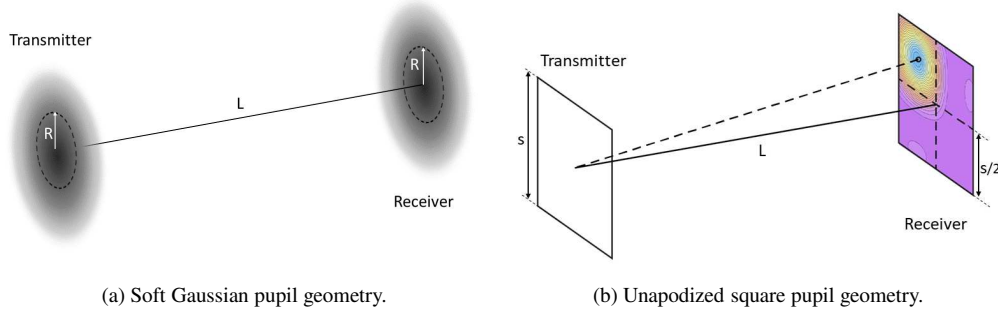 Transmitter
R
L
R
Receiver
Transmitter
s
L
s/2
Receiver
(a) Soft Gaussian pupil geometry.
(b) Unapodized square pupil geometry.